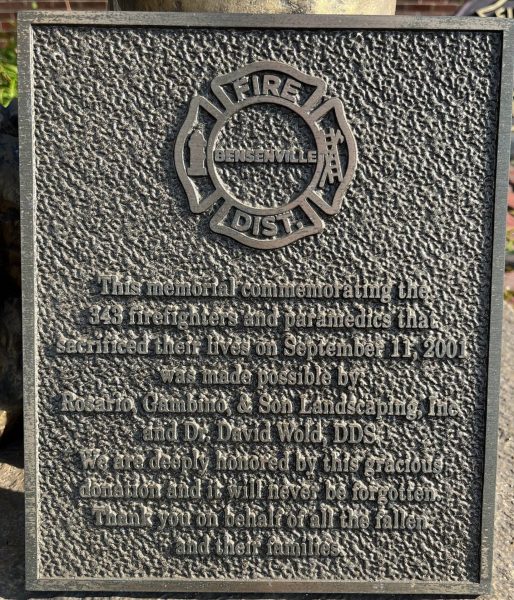 FIRE
BENSENVILLE
DIST.
This memorial commemorating the
343 firefighters and paramedics that
sacrificed their lives on September 11, 2001
was made possible by:
Rosario, Gambino, & Son Landscaping, Inc.
and Dr. David Wold, DDS.
We are deeply honored by this gracious
donation and it will never be forgotten.
Thank you on behalf of all the fallen
and their families.